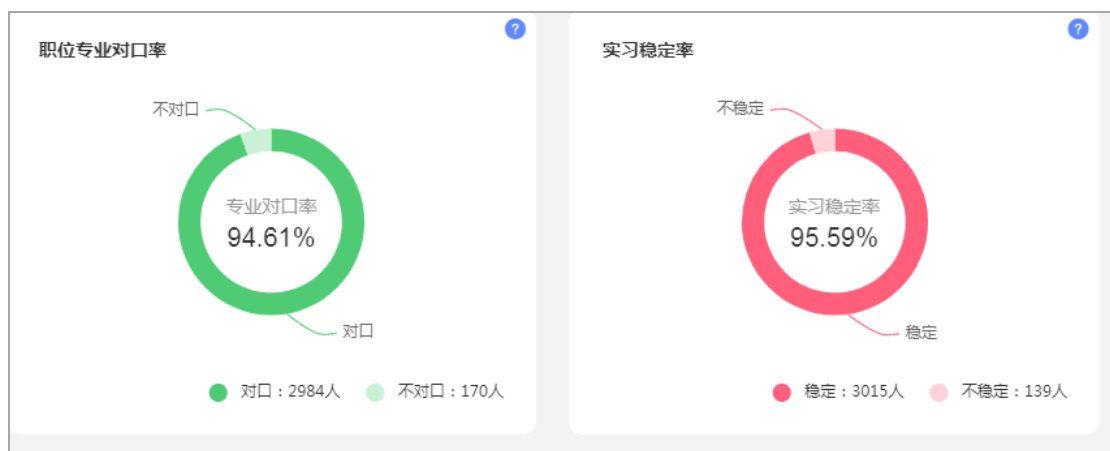 职位专业对口率
?
不对口
专业对口率
94.61%
对口
对口：2984人
不对口：170人
实习稳定率
?
不稳定
实习稳定率
95.59%
稳定
稳定：3015人
不稳定：139人